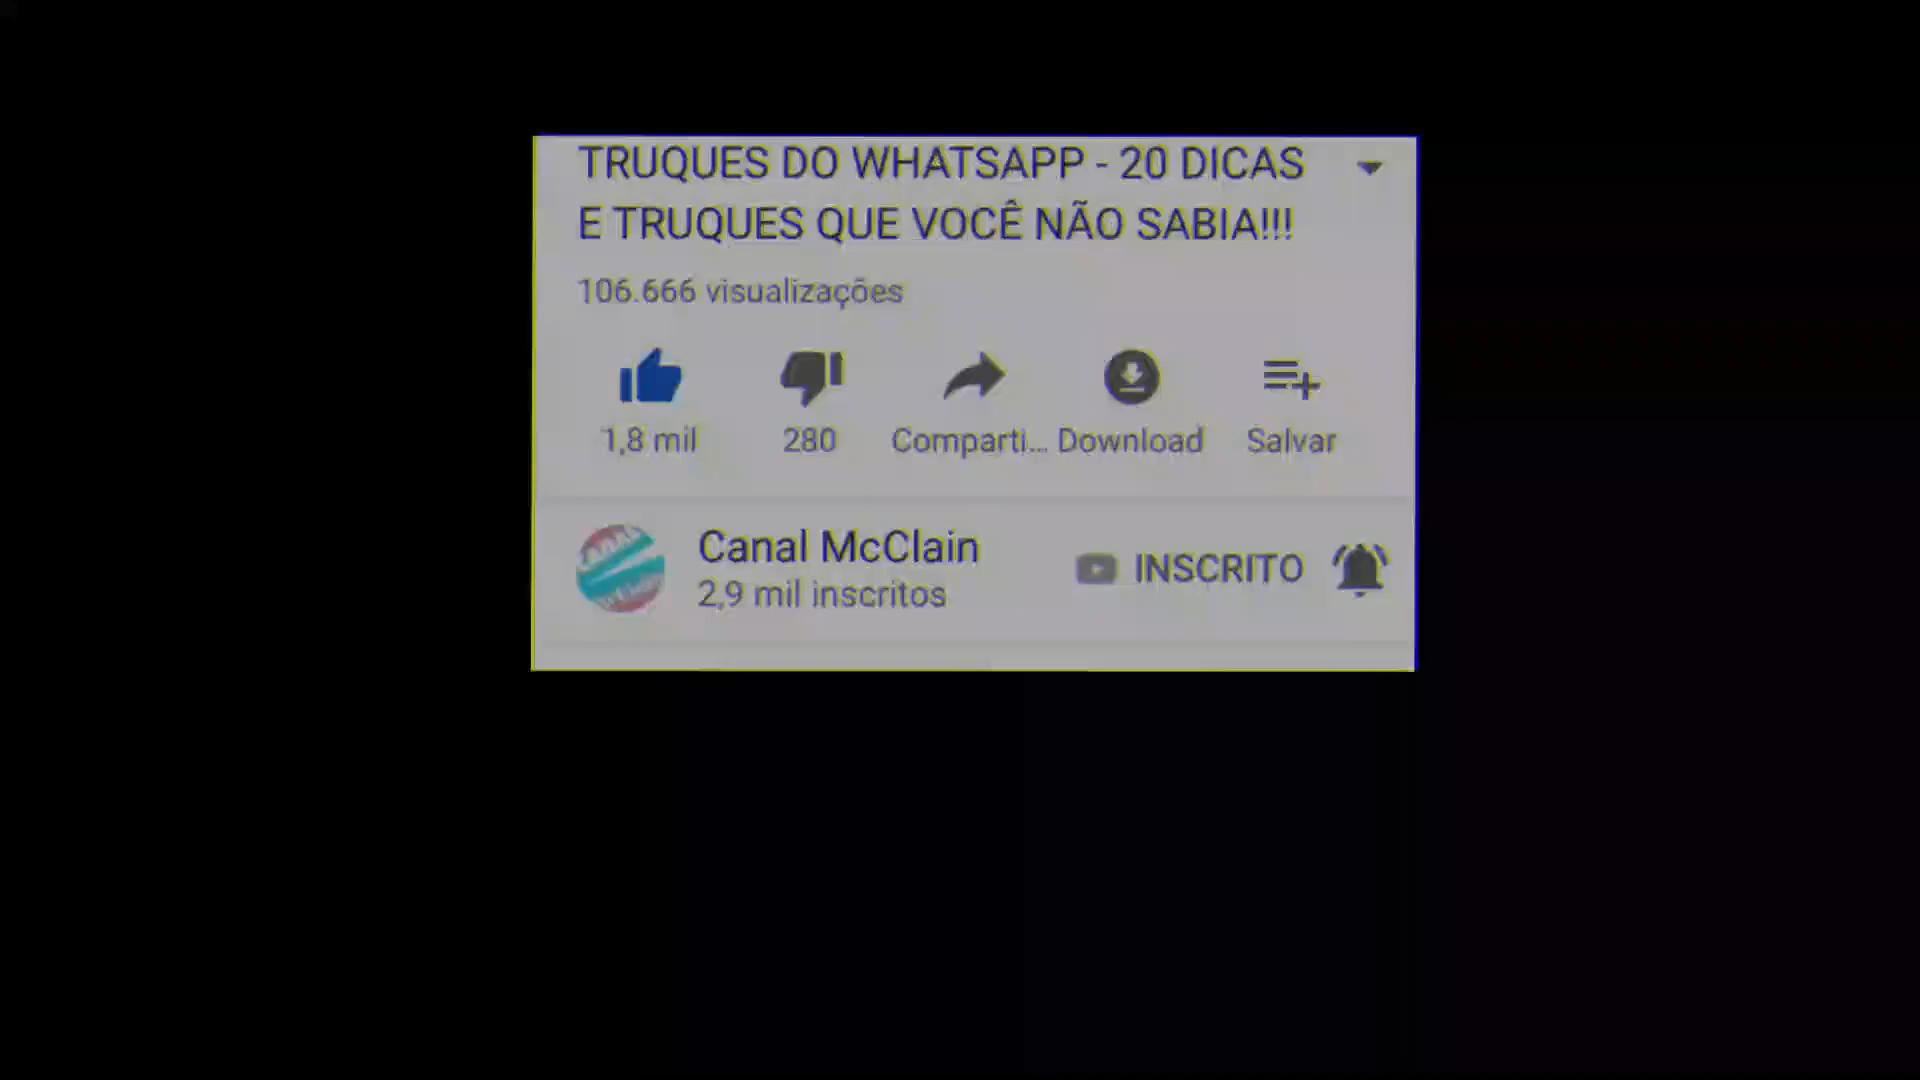 TRUQUES DO WHATSAPP - 20 DICAS
E TRUQUES QUE VOCÊ NÃO SABIA!!!
106.666 visualizações
1,8 mil 280 Comparti... Download Salvar
Canal McClain
INSCRITO
2,9 mil inscritos